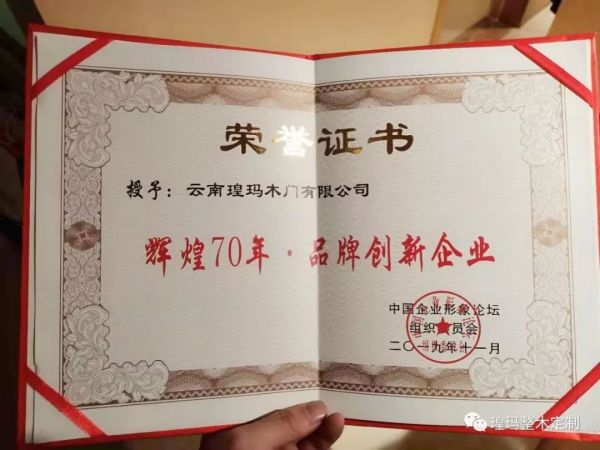 荣誉证书
授予：云南瑝玛木门有限公司
辉煌70年·品牌创新企业
中国企业形象论坛
组织委员会
二〇一九年十一月
瑝玛整木定制